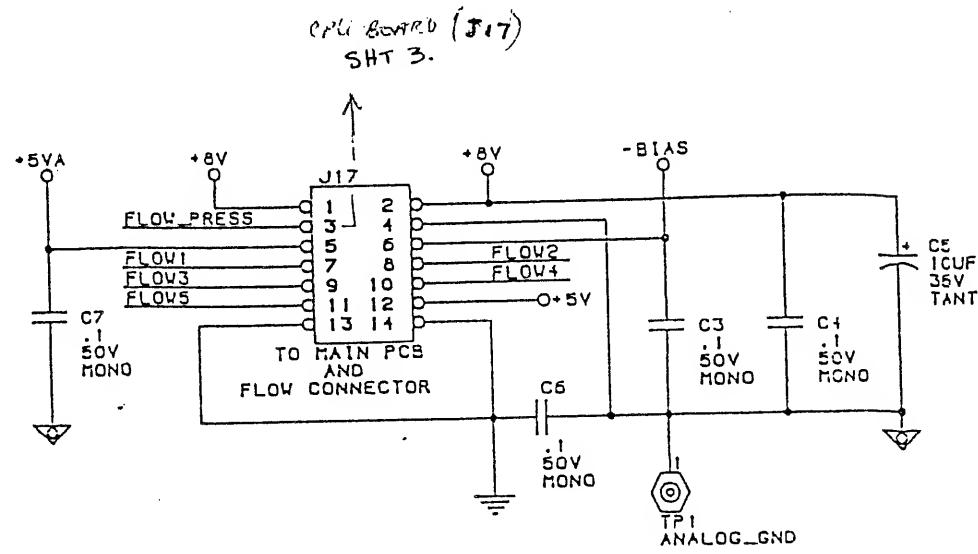 CPU BOARD (J17)
SHT 3.
+5VA
+8V
+8V
-BIAS
J17
1 2
FLOW_PRESS 3 4
5 6
FLOW1 7 8 FLOW2
FLOW3 9 10 FLOW4
FLOW5 11 12 +5V
13 14
TO MAIN PCB
AND
FLOW CONNECTOR
C7
.1
50V
MONO
C6
.1
50V
MONO
C3
.1
50V
MONO
C4
.1
50V
MONO
+
C5
10UF
35V
TANT
1
TP1
ANALOG_GND